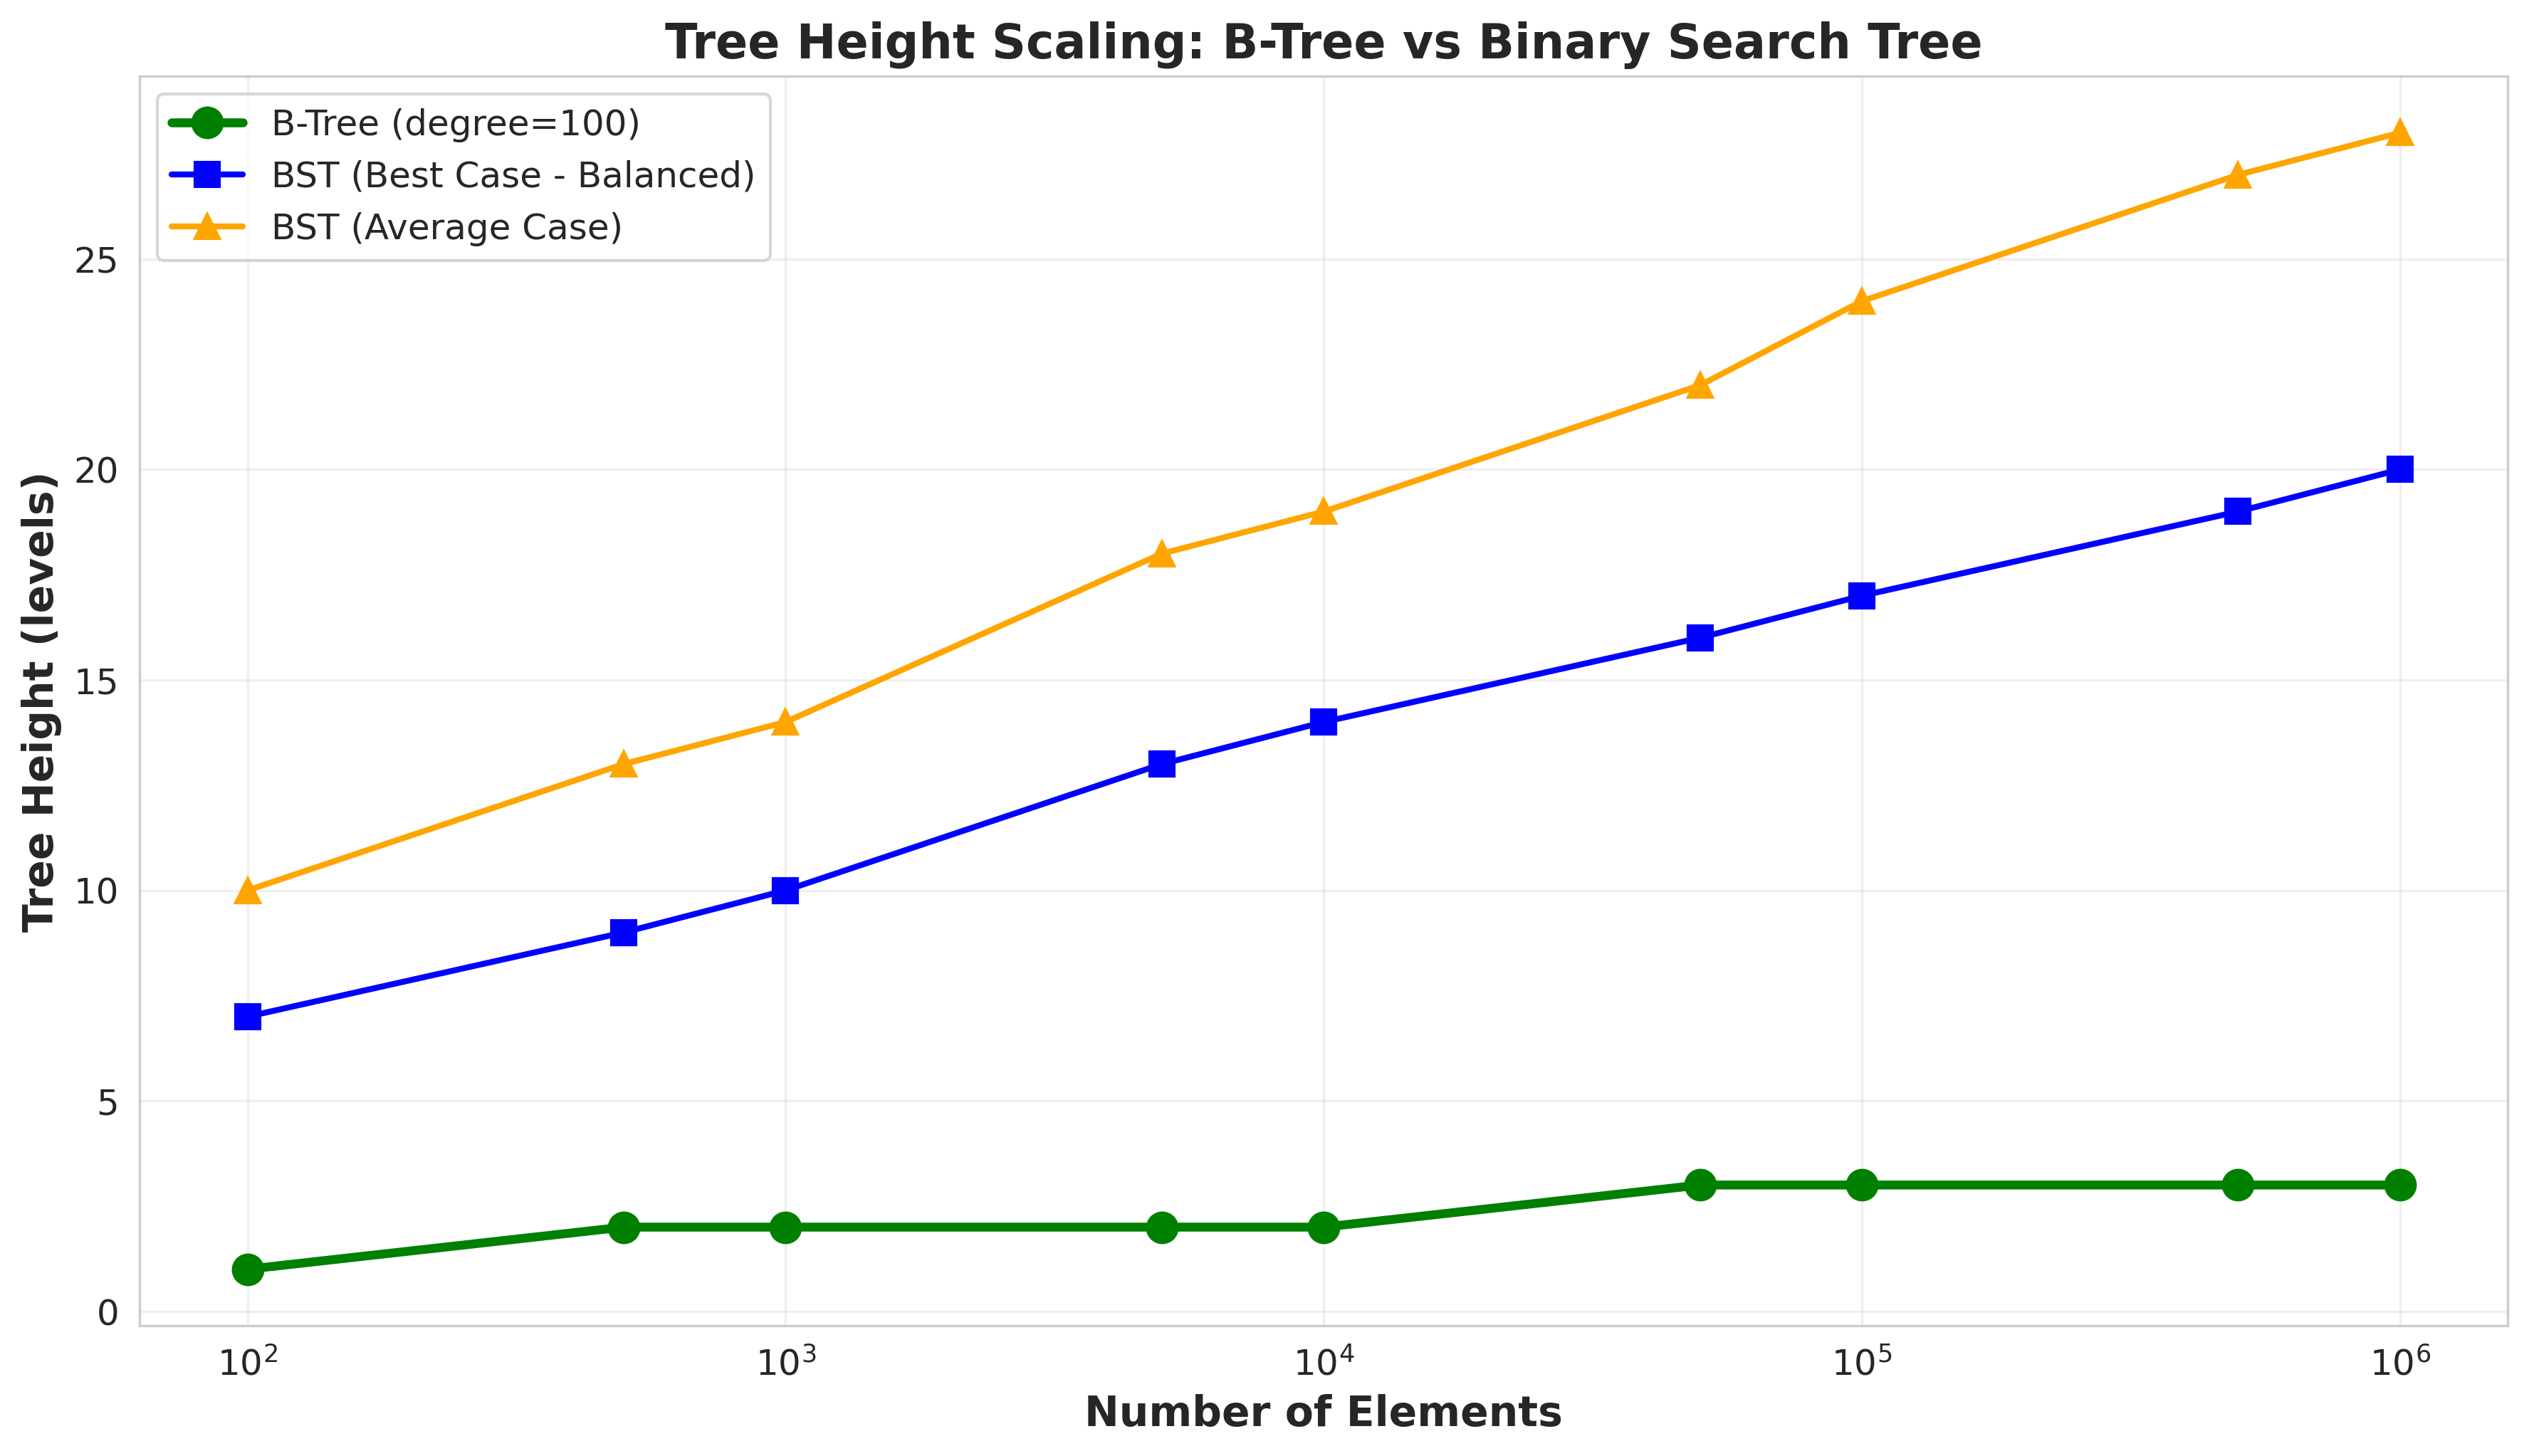 Tree Height Scaling: B-Tree vs Binary Search Tree
B-Tree (degree=100)
BST (Best Case - Balanced)
BST (Average Case)
Tree Height (levels)
25
20
15
10
5
0
10² 10³ 10⁴ 10⁵ 10⁶
Number of Elements